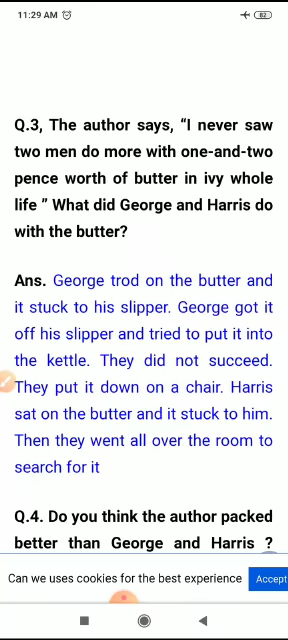 11:29 AM
82
Q.3, The author says, “I never saw
two men do more with one-and-two
pence worth of butter in ivy whole
life ” What did George and Harris do
with the butter?
Ans. George trod on the butter and
it stuck to his slipper. George got it
off his slipper and tried to put it into
the kettle. They did not succeed.
They put it down on a chair. Harris
sat on the butter and it stuck to him.
Then they went all over the room to
search for it
Q.4. Do you think the author packed
better than George and Harris ?
Can we uses cookies for the best experience
Accept